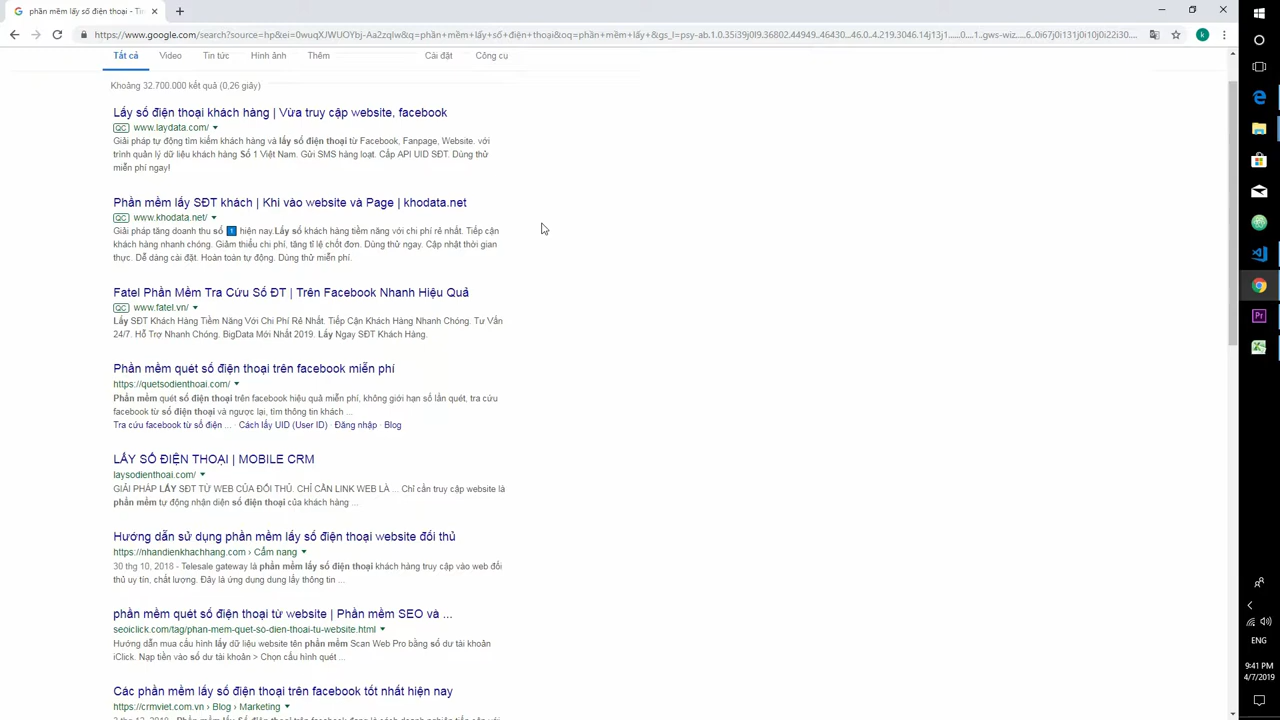 phần mềm lấy số điện thoại - Tìm
https://www.google.com/search?source=hp&ei=0wuqXJWUOYbj-Aa2zqlw&q=phần+mềm+lấy+số+điện+thoại&oq=phần+mềm+lấy+&gs_l=psy-ab.1.0.35i39j0l9.36802.44949..46430...46.0..4.219.3046.14j13j1......0....1..gws-wiz.....6..0i67j0i131j0i10j0i22i30....
k
Tất cả Video Tin tức Hình ảnh Thêm Cài đặt Công cụ
Khoảng 32.700.000 kết quả (0,26 giây)
Lấy số điện thoại khách hàng | Vừa truy cập website, facebook
QC www.laydata.com/
Giải pháp tự động tìm kiếm khách hàng và lấy số điện thoại từ Facebook, Fanpage, Website. với
trình quản lý dữ liệu khách hàng Số 1 Việt Nam. Gửi SMS hàng loạt. Cấp API UID SĐT. Dùng thử
miễn phí ngay!
Phần mềm lấy SĐT khách | Khi vào website và Page | khodata.net
QC www.khodata.net/
Giải pháp tăng doanh thu số 1 hiện nay.Lấy số khách hàng tiềm năng với chi phí rẻ nhất. Tiếp cận
khách hàng nhanh chóng. Giảm thiểu chi phí, tăng tỉ lệ chốt đơn. Dùng thử ngay. Cập nhật thời gian
thực. Dễ dàng cài đặt. Hoàn toàn tự động. Dùng thử miễn phí.
Fatel Phần Mềm Tra Cứu Số ĐT | Trên Facebook Nhanh Hiệu Quả
QC www.fatel.vn/
Lấy SĐT Khách Hàng Tiềm Năng Với Chi Phí Rẻ Nhất. Tiếp Cận Khách Hàng Nhanh Chóng. Tư Vấn
24/7. Hỗ Trợ Nhanh Chóng. BigData Mới Nhất 2019. Lấy Ngay SĐT Khách Hàng.
Phần mềm quét số điện thoại trên facebook miễn phí
https://quetsodienthoai.com/
Phần mềm quét số điện thoại trên facebook hiệu quả miễn phí, không giới hạn số lần quét, tra cứu
facebook từ số điện thoại và ngược lại, tìm thông tin khách ...
Tra cứu facebook từ số điện ... · Cách lấy UID (User ID) · Đăng nhập · Blog
LẤY SỐ ĐIỆN THOẠI | MOBILE CRM
laysodienthoai.com/
GIẢI PHÁP LẤY SĐT TỪ WEB CỦA ĐỐI THỦ. CHỈ CẦN LINK WEB LÀ ... Chỉ cần truy cập website là
phần mềm tự động nhận diện số điện thoại của khách hàng ...
Hướng dẫn sử dụng phần mềm lấy số điện thoại website đối thủ
https://nhandienkhachhang.com › Cẩm nang
30 thg 10, 2018 - Telesale gateway là phần mềm lấy số điện thoại khách hàng truy cập vào web đối
thủ uy tín, chất lượng. Đây là ứng dụng dung lấy thông tin ...
phần mềm quét số điện thoại từ website | Phần mềm SEO và ...
seoiclick.com/tag/phan-mem-quet-so-dien-thoai-tu-website.html
Hướng dẫn mua cấu hình lấy dữ liệu website tên phần mềm Scan Web Pro bằng số dư tài khoản
iClick. Nạp tiền vào số dư tài khoản > Chọn cấu hình quét ...
Các phần mềm lấy số điện thoại trên facebook tốt nhất hiện nay
https://crmviet.com.vn › Blog › Marketing
Pr
ENG
9:41 PM
4/7/2019